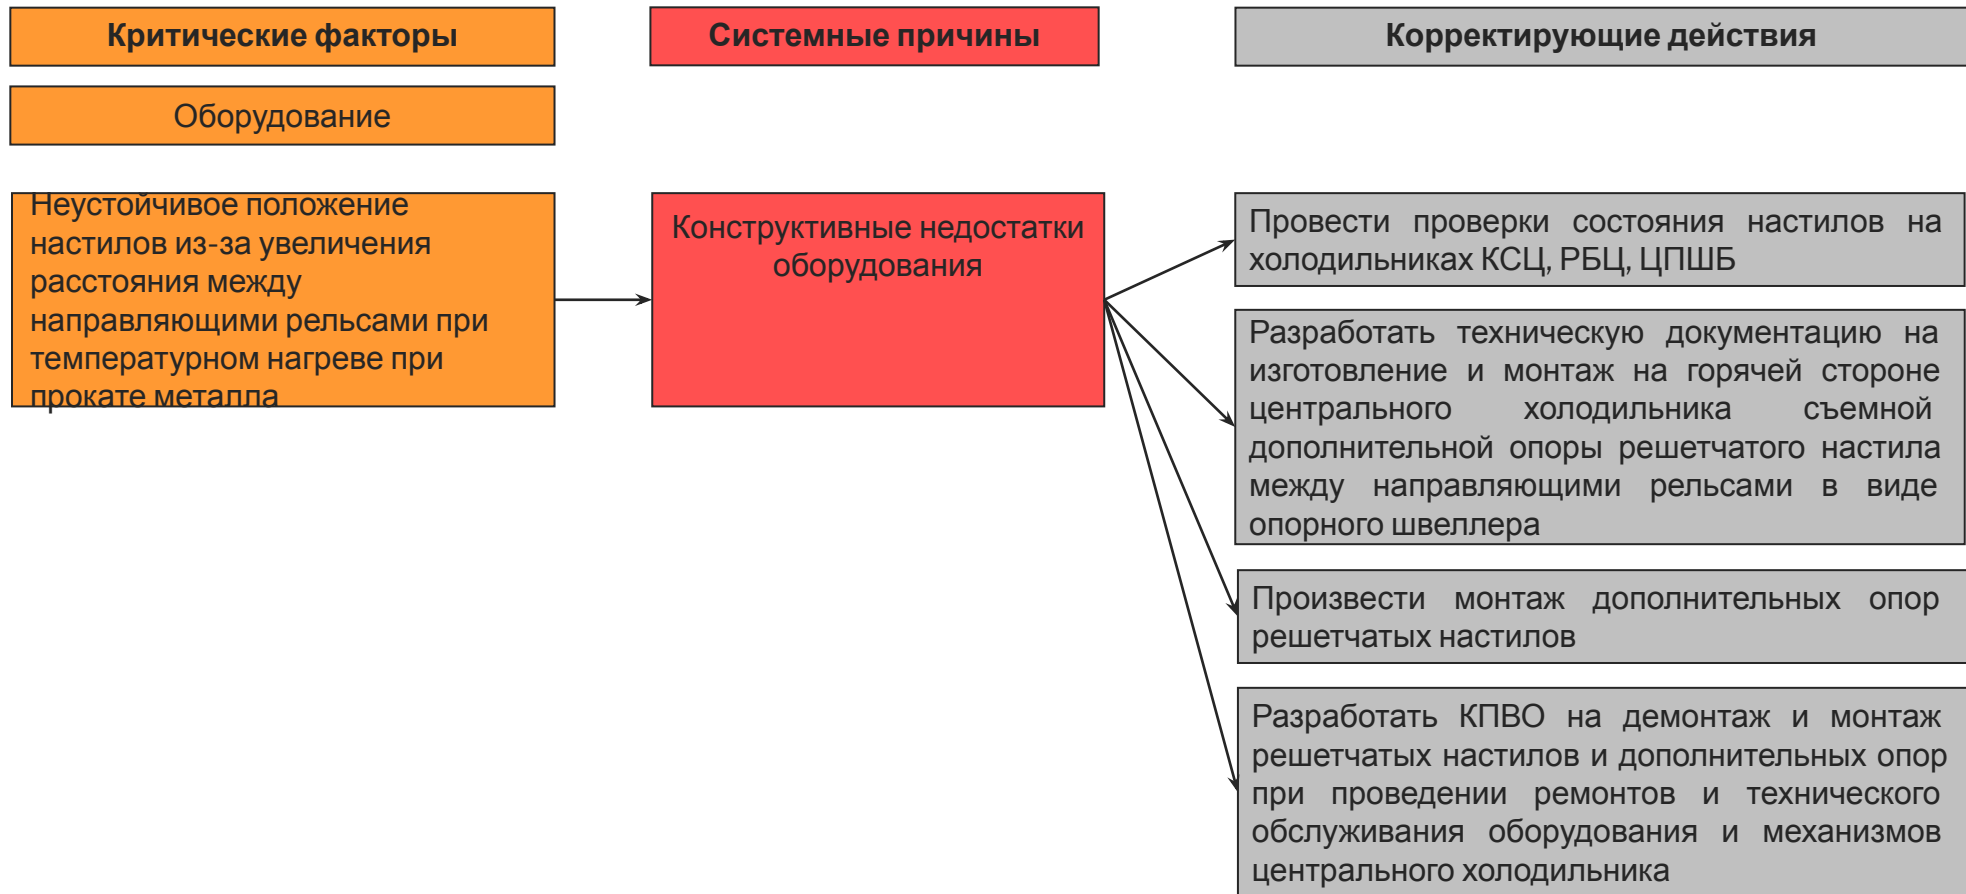 Критические факторы
Системные причины
Корректирующие действия
Оборудование
Неустойчивое положение
настилов из-за увеличения
расстояния между
направляющими рельсами при
температурном нагреве при
прокате металла
Конструктивные недостатки
оборудования
Провести проверки состояния настилов на
холодильниках КСЦ, РБЦ, ЦПШБ
Разработать техническую документацию на
изготовление и монтаж на горячей стороне
центрального холодильника съемной
дополнительной опоры решетчатого настила
между направляющими рельсами в виде
опорного швеллера
Произвести монтаж дополнительных опор
решетчатых настилов
Разработать КПВО на демонтаж и монтаж
решетчатых настилов и дополнительных опор
при проведении ремонтов и технического
обслуживания оборудования и механизмов
центрального холодильника